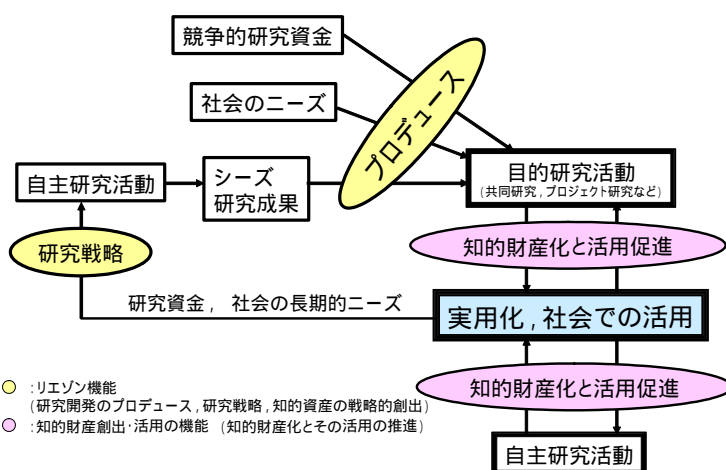 競争的研究資金
社会のニーズ
プロデュース
自主研究活動
シーズ
研究成果
目的研究活動
(共同研究,プロジェクト研究など)
研究戦略
知的財産化と活用促進
研究資金, 社会の長期的ニーズ
実用化,社会での活用
知的財産化と活用促進
自主研究活動
:リエゾン機能
(研究開発のプロデュース,研究戦略,知的資産の戦略的創出)
:知的財産創出・活用の機能 (知的財産化とその活用の推進)